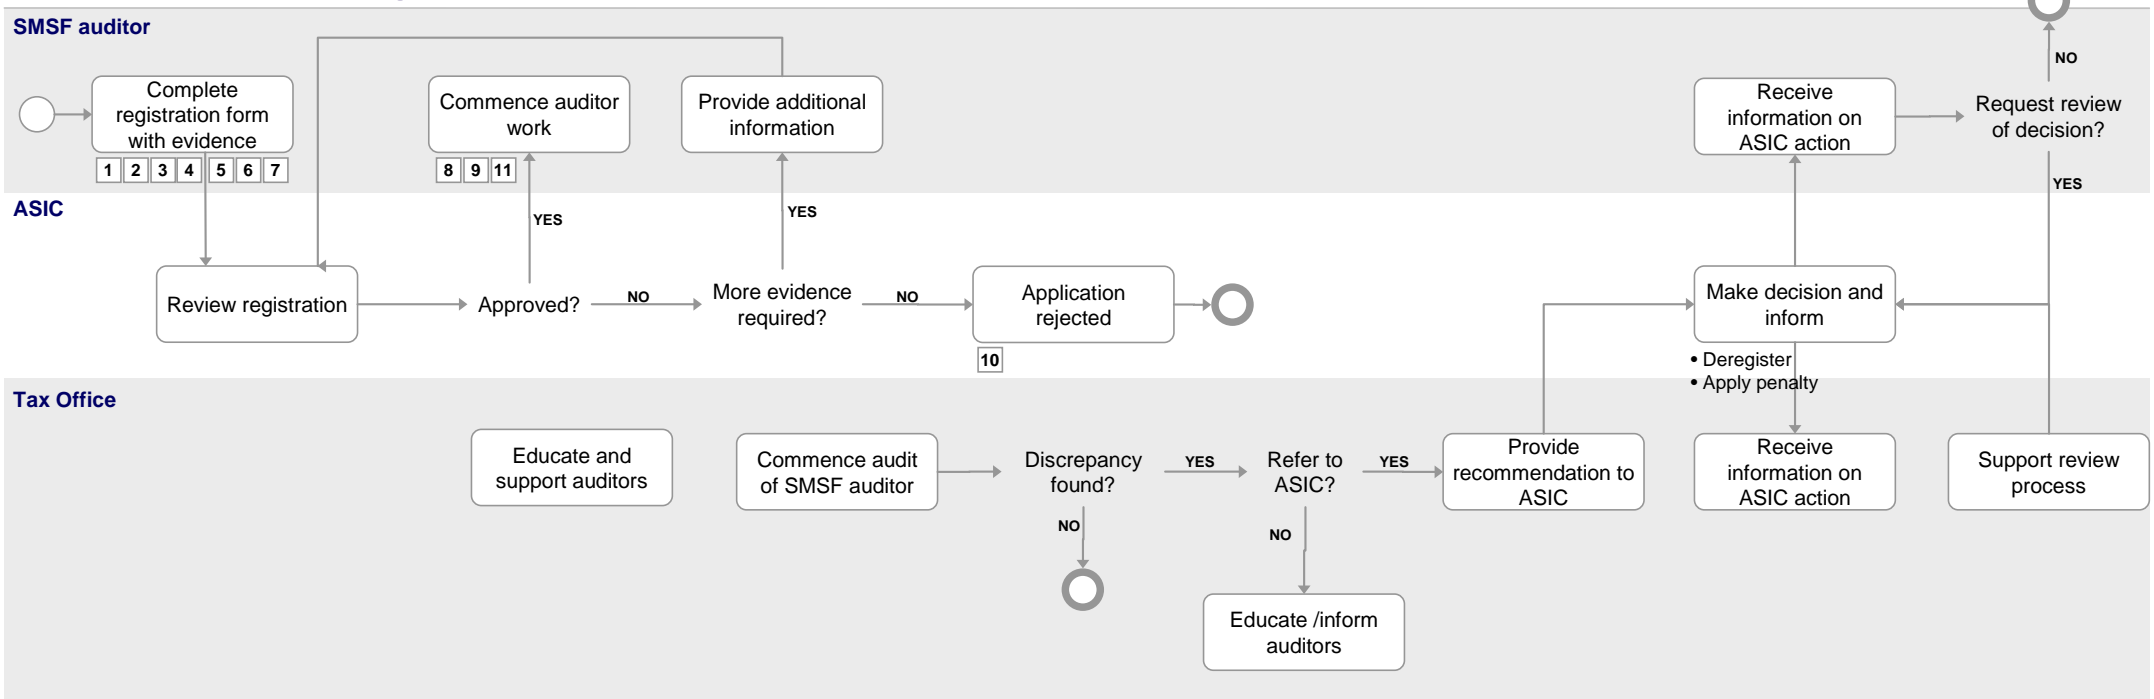 SMSF auditor
Complete
registration form
with evidence
1 2 3 4 5 6 7
Commence auditor
work
8 9 11
Provide additional
information
Receive
information on
ASIC action
Request review
of decision?
NO
YES
ASIC
YES
YES
Review registration
Approved?
NO
More evidence
required?
NO
Application
rejected
10
Make decision and
inform
• Deregister
• Apply penalty
Tax Office
Educate and
support auditors
Commence audit
of SMSF auditor
Discrepancy
found?
YES
NO
Refer to
ASIC?
YES
NO
Educate /inform
auditors
Provide
recommendation to
ASIC
Receive
information on
ASIC action
Support review
process